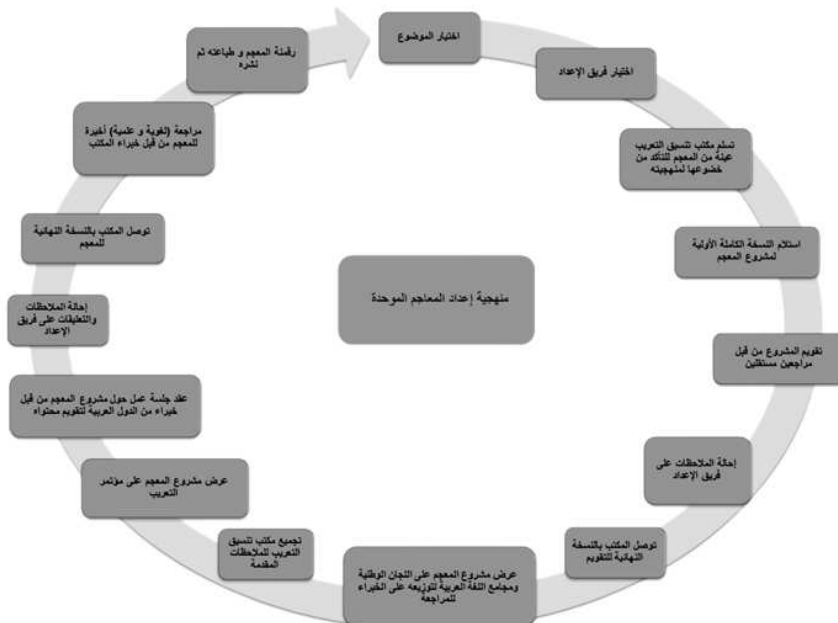 اختيار الموضوع
اختيار فريق الإعداد
تسلم مكتب تنسيق التعريب
عينة من المعجم للتأكد من
خضوعها لمنهجيته
استلام النسخة الكاملة الأولية
لمشروع المعجم
تقويم المشروع من قبل
مراجعين مستقلين
إحالة الملاحظات على
فريق الإعداد
توصل المكتب بالنسخة
النهائية للتقويم
عرض مشروع المعجم على اللجان الوطنية
ومجامع اللغة العربية لتوزيعه على الخبراء
للمراجعة
تجميع مكتب تنسيق
التعريب للملاحظات
المقدمة
عرض مشروع المعجم على مؤتمر
التعريب
عقد جلسة عمل حول مشروع المعجم من قبل
خبراء من الدول العربية لتقويم محتواه
إحالة الملاحظات
والتعليقات على فريق
الإعداد
توصل المكتب بالنسخة النهائية
للمعجم
مراجعة (لغوية و علمية) أخيرة
للمعجم من قبل خبراء المكتب
رقمنة المعجم و طباعته ثم
نشره
منهجية إعداد المعاجم الموحدة